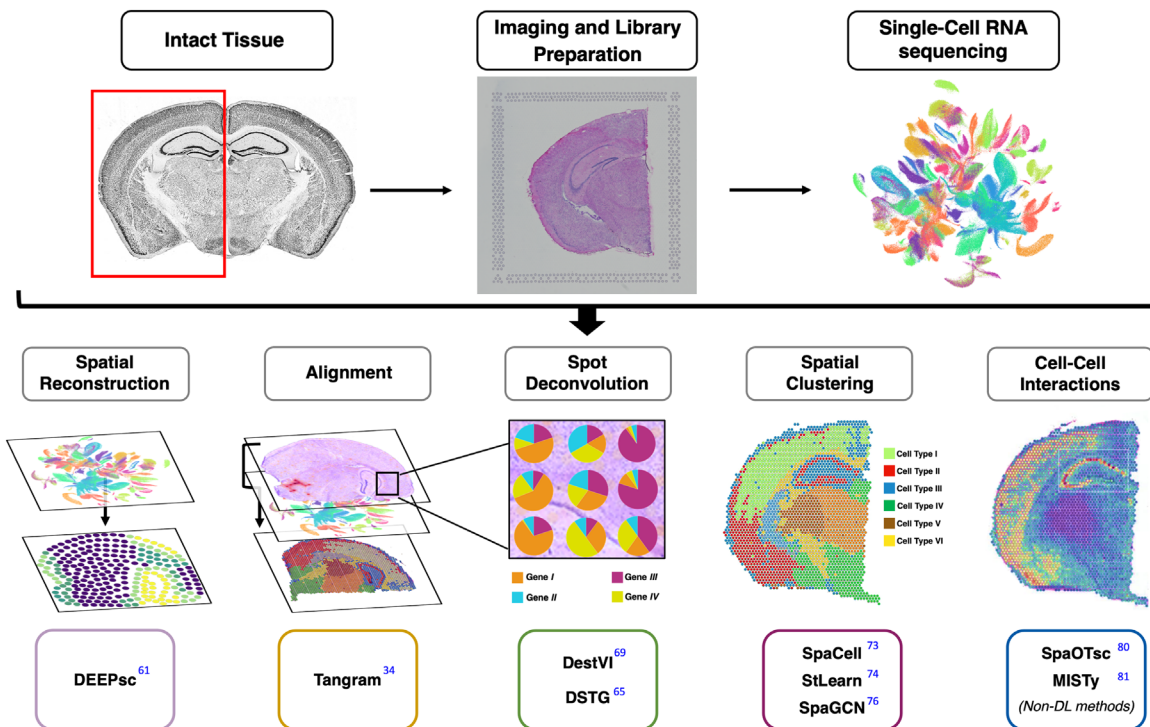 Intact Tissue
Imaging and Library
Preparation
Single-Cell RNA
sequencing
Spatial
Reconstruction
Alignment
Spot
Deconvolution
Spatial
Clustering
Cell-Cell
Interactions
Cell Type I
Cell Type II
Cell Type III
Cell Type IV
Cell Type V
Cell Type VI
Gene I
Gene III
Gene II
Gene IV
DEEPsc 61
Tangram 34
DestVI 69
DSTG 65
SpaCell 73
StLearn 74
SpaGCN 76
SpaOTsc 80
MISTy 81
(Non-DL methods)